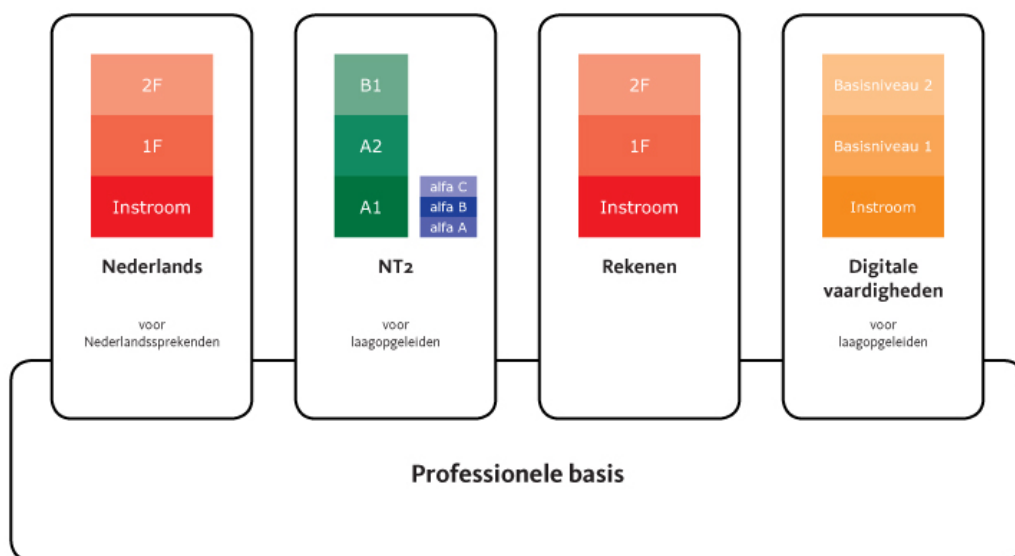 2F
1F
Instroom
Nederlands
voor
Nederlandssprekenden
B1
A2
A1
alfa C
alfa B
alfa A
NT2
voor
laagopgeleiden
2F
1F
Instroom
Rekenen
Basisniveau 2
Basisniveau 1
Instroom
Digitale
vaardigheden
voor
laagopgeleiden
Professionele basis